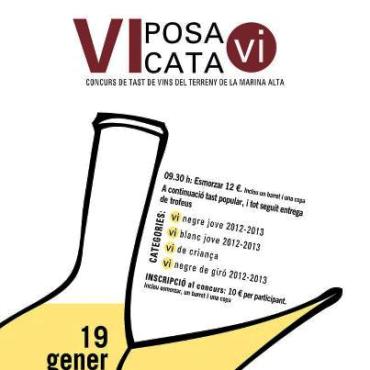 VI POSA vi
CATA
CONCURS DE TAST DE VINS DEL TERRENY DE LA MARINA ALTA
09.30 h: Esmorzar 12 €. Inclou un barret i una copa
A continuació tast popular, i tot seguit entrega
de trofeus
CATEGORIES:
vi negre jove 2012-2013
vi blanc jove 2012-2013
vi de criança
vi negre de giró 2012-2013
INSCRIPCIÓ al concurs: 10 € per participant.
Inclou esmorzar, un barret i una copa
19
gener